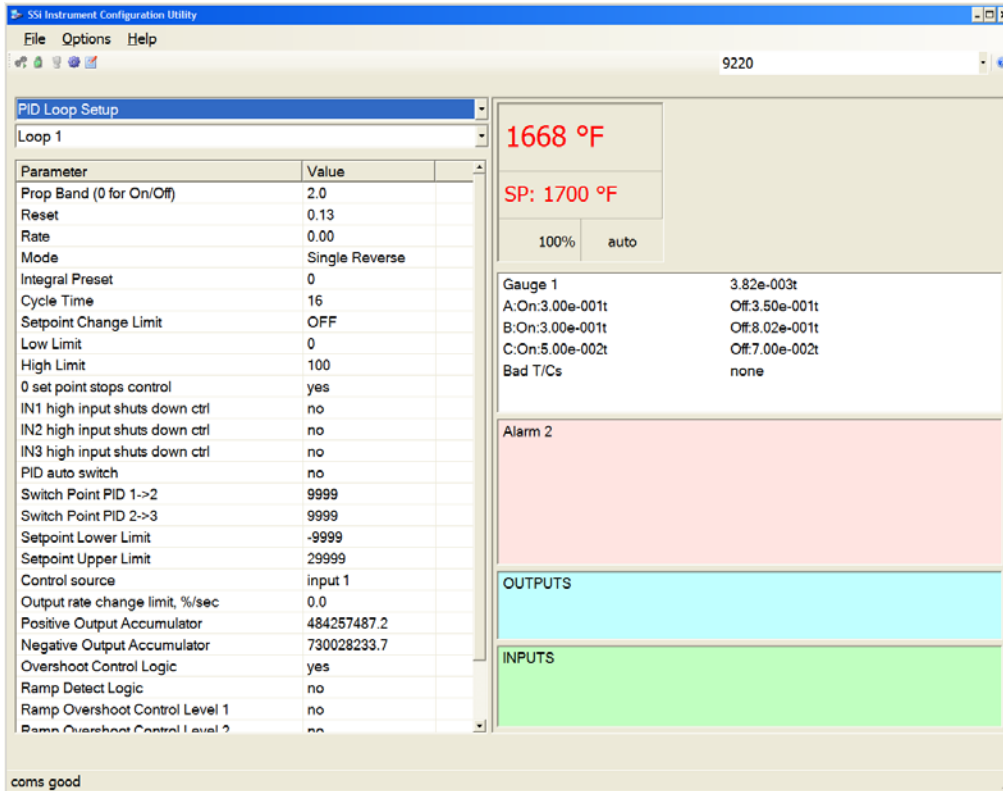 SSi Instrument Configuration Utility
File Options Help
9220
PID Loop Setup
Loop 1
Parameter Value
Prop Band (0 for On/Off) 2.0
Reset 0.13
Rate 0.00
Mode Single Reverse
Integral Preset 0
Cycle Time 16
Setpoint Change Limit OFF
Low Limit 0
High Limit 100
0 set point stops control yes
IN1 high input shuts down ctrl no
IN2 high input shuts down ctrl no
IN3 high input shuts down ctrl no
PID auto switch no
Switch Point PID 1->2 9999
Switch Point PID 2->3 9999
Setpoint Lower Limit -9999
Setpoint Upper Limit 29999
Control source input 1
Output rate change limit, %/sec 0.0
Positive Output Accumulator 484257487.2
Negative Output Accumulator 730028233.7
Overshoot Control Logic yes
Ramp Detect Logic no
Ramp Overshoot Control Level 1 no
Ramp Overshoot Control Level 2 no
1668 °F
SP: 1700 °F
100% auto
Gauge 1 3.82e-003t
A:On:3.00e-001t Off:3.50e-001t
B:On:3.00e-001t Off:8.02e-001t
C:On:5.00e-002t Off:7.00e-002t
Bad T/Cs none
Alarm 2
OUTPUTS
INPUTS
coms good